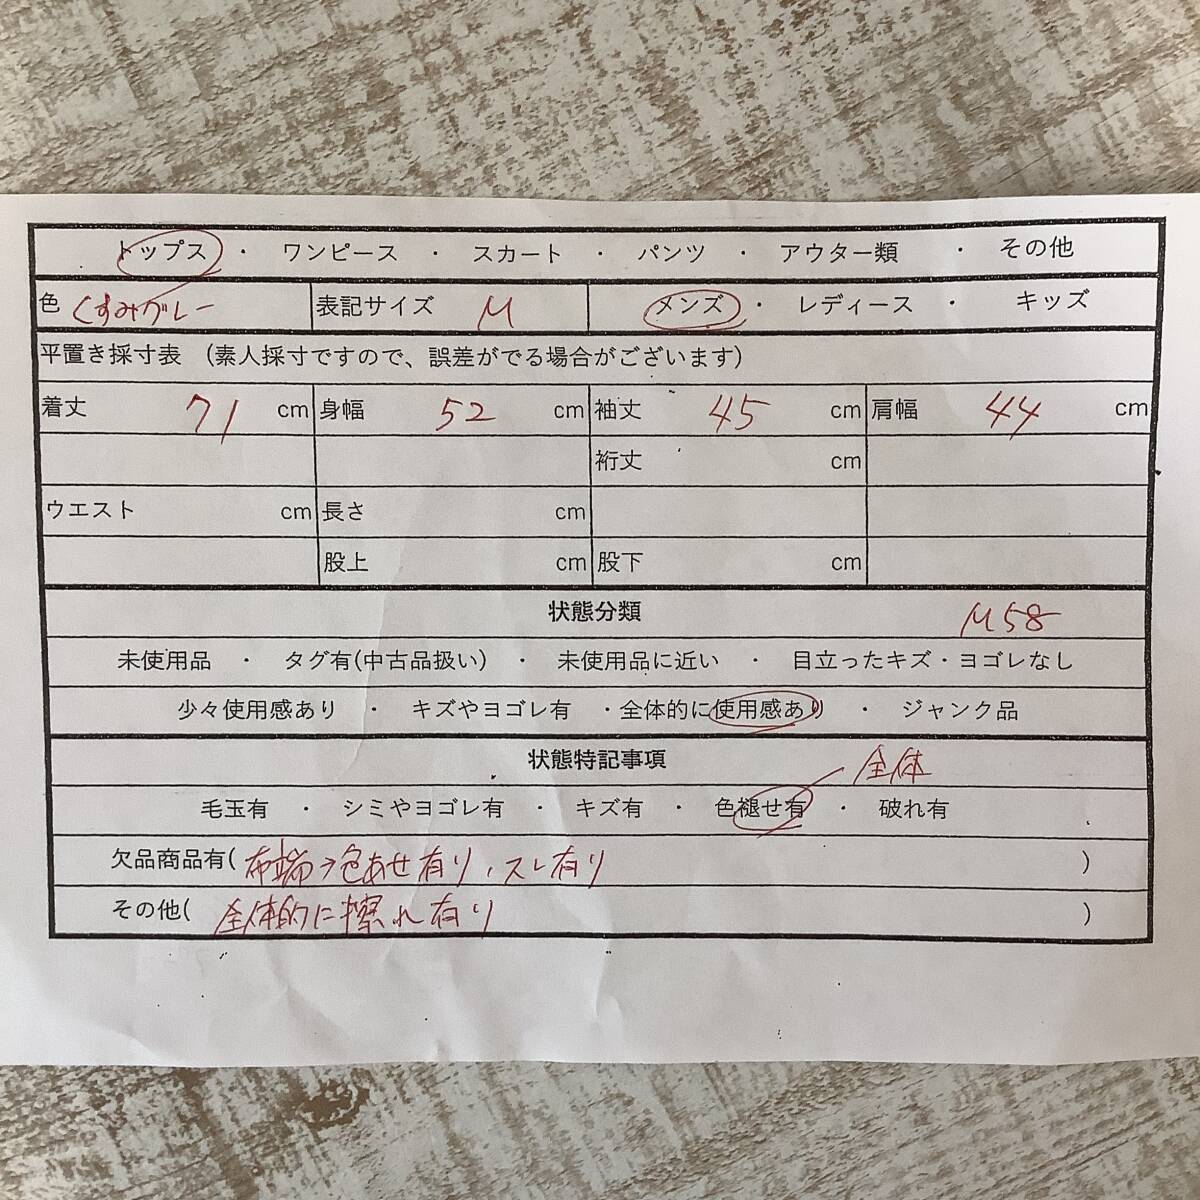 トップス ・ ワンピース ・ スカート ・ パンツ ・ アウター類 ・ その他
色 くすみグレー 表記サイズ M メンズ ・ レディース ・ キッズ
平置き採寸表 (素人採寸ですので、誤差がでる場合がございます)
着丈 71 cm 身幅 52 cm 袖丈 45 cm 肩幅 44 cm
裄丈 cm
ウエスト cm 長さ cm
股上 cm 股下 cm
状態分類 M58
未使用品 ・ タグ有(中古品扱い) ・ 未使用品に近い ・ 目立ったキズ・ヨゴレなし
少々使用感あり ・ キズやヨゴレ有 ・全体的に使用感あり ・ ジャンク品
状態特記事項 全体
毛玉有 ・ シミやヨゴレ有 ・ キズ有 ・ 色褪せ有 ・ 破れ有
欠品商品有( 布端 色あせ有り、スレ有り )
その他( 全体的に擦れ有り )